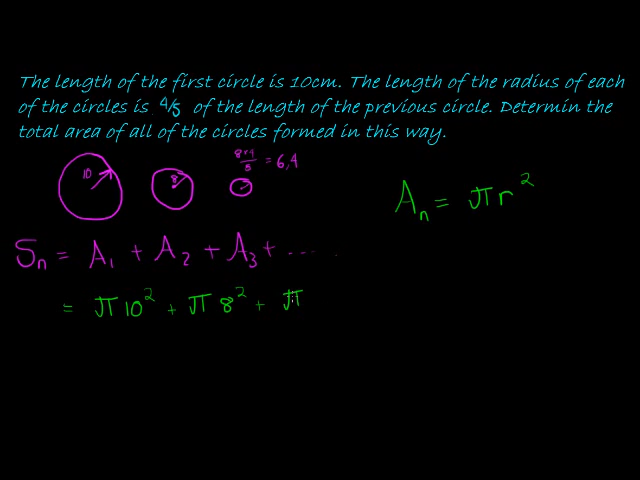 The length of the first circle is 10cm. The length of the radius of each
of the circles is 4/5 of the length of the previous circle. Determin the
total area of all of the circles formed in this way.
10
8
8×4/5 = 6,4
Aₙ = πr²
Sₙ = A₁ + A₂ + A₃ + ....
= π10² + π8² + π